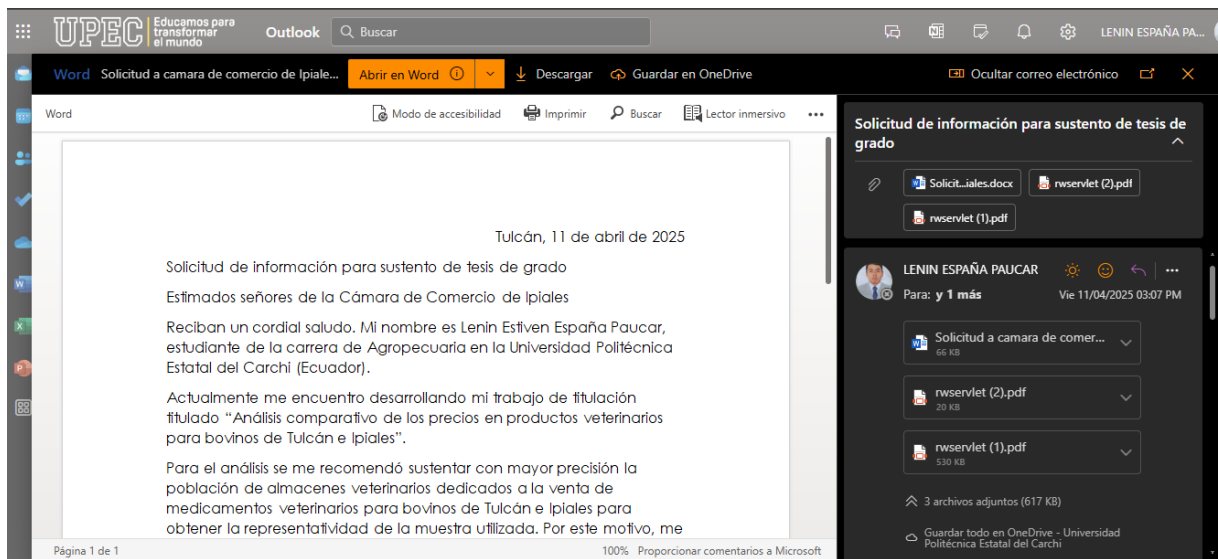 UPEC
Educamos para
transformar
el mundo
Outlook
Buscar
LENIN ESPAÑA PA...
Word Solicitud a camara de comercio de Ipiale...
Abrir en Word
Descargar
Guardar en OneDrive
Ocultar correo electrónico
Word
Modo de accesibilidad
Imprimir
Buscar
Lector inmersivo
Tulcán, 11 de abril de 2025
Solicitud de información para sustento de tesis de grado
Estimados señores de la Cámara de Comercio de Ipiales
Reciban un cordial saludo. Mi nombre es Lenin Estiven España Paucar,
estudiante de la carrera de Agropecuaria en la Universidad Politécnica
Estatal del Carchi (Ecuador).
Actualmente me encuentro desarrollando mi trabajo de titulación
titulado “Análisis comparativo de los precios en productos veterinarios
para bovinos de Tulcán e Ipiales”.
Para el análisis se me recomendó sustentar con mayor precisión la
población de almacenes veterinarios dedicados a la venta de
medicamentos veterinarios para bovinos de Tulcán e Ipiales para
obtener la representatividad de la muestra utilizada. Por este motivo, me
Página 1 de 1
100% Proporcionar comentarios a Microsoft
Solicitud de información para sustento de tesis de
grado
Solicit...iales.docx
rwservlet (2).pdf
rwservlet (1).pdf
LENIN ESPAÑA PAUCAR
Para: y 1 más
Vie 11/04/2025 03:07 PM
Solicitud a camara de comer...
66 KB
rwservlet (2).pdf
20 KB
rwservlet (1).pdf
530 KB
3 archivos adjuntos (617 KB)
Guardar todo en OneDrive - Universidad
Politécnica Estatal del Carchi